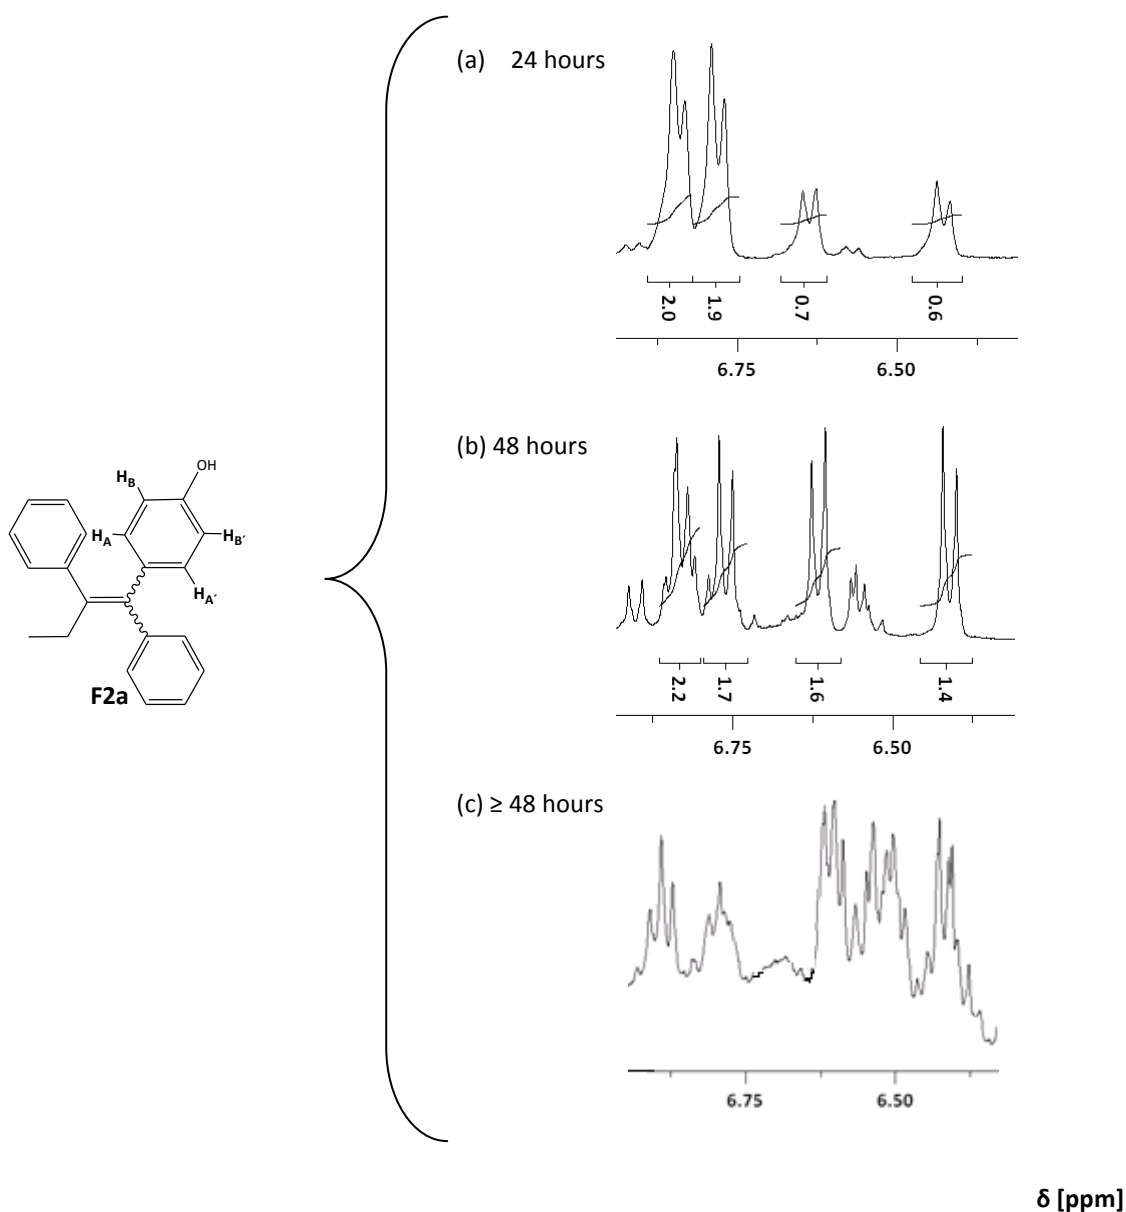 (a) 24 hours
2.0 1.9 0.7 0.6
6.75 6.50
(b) 48 hours
2.2 1.7 1.6 1.4
6.75 6.50
OH
H_B
H_A H_B′
H_A′
F2a
(c) ≥ 48 hours
6.75 6.50
δ [ppm]